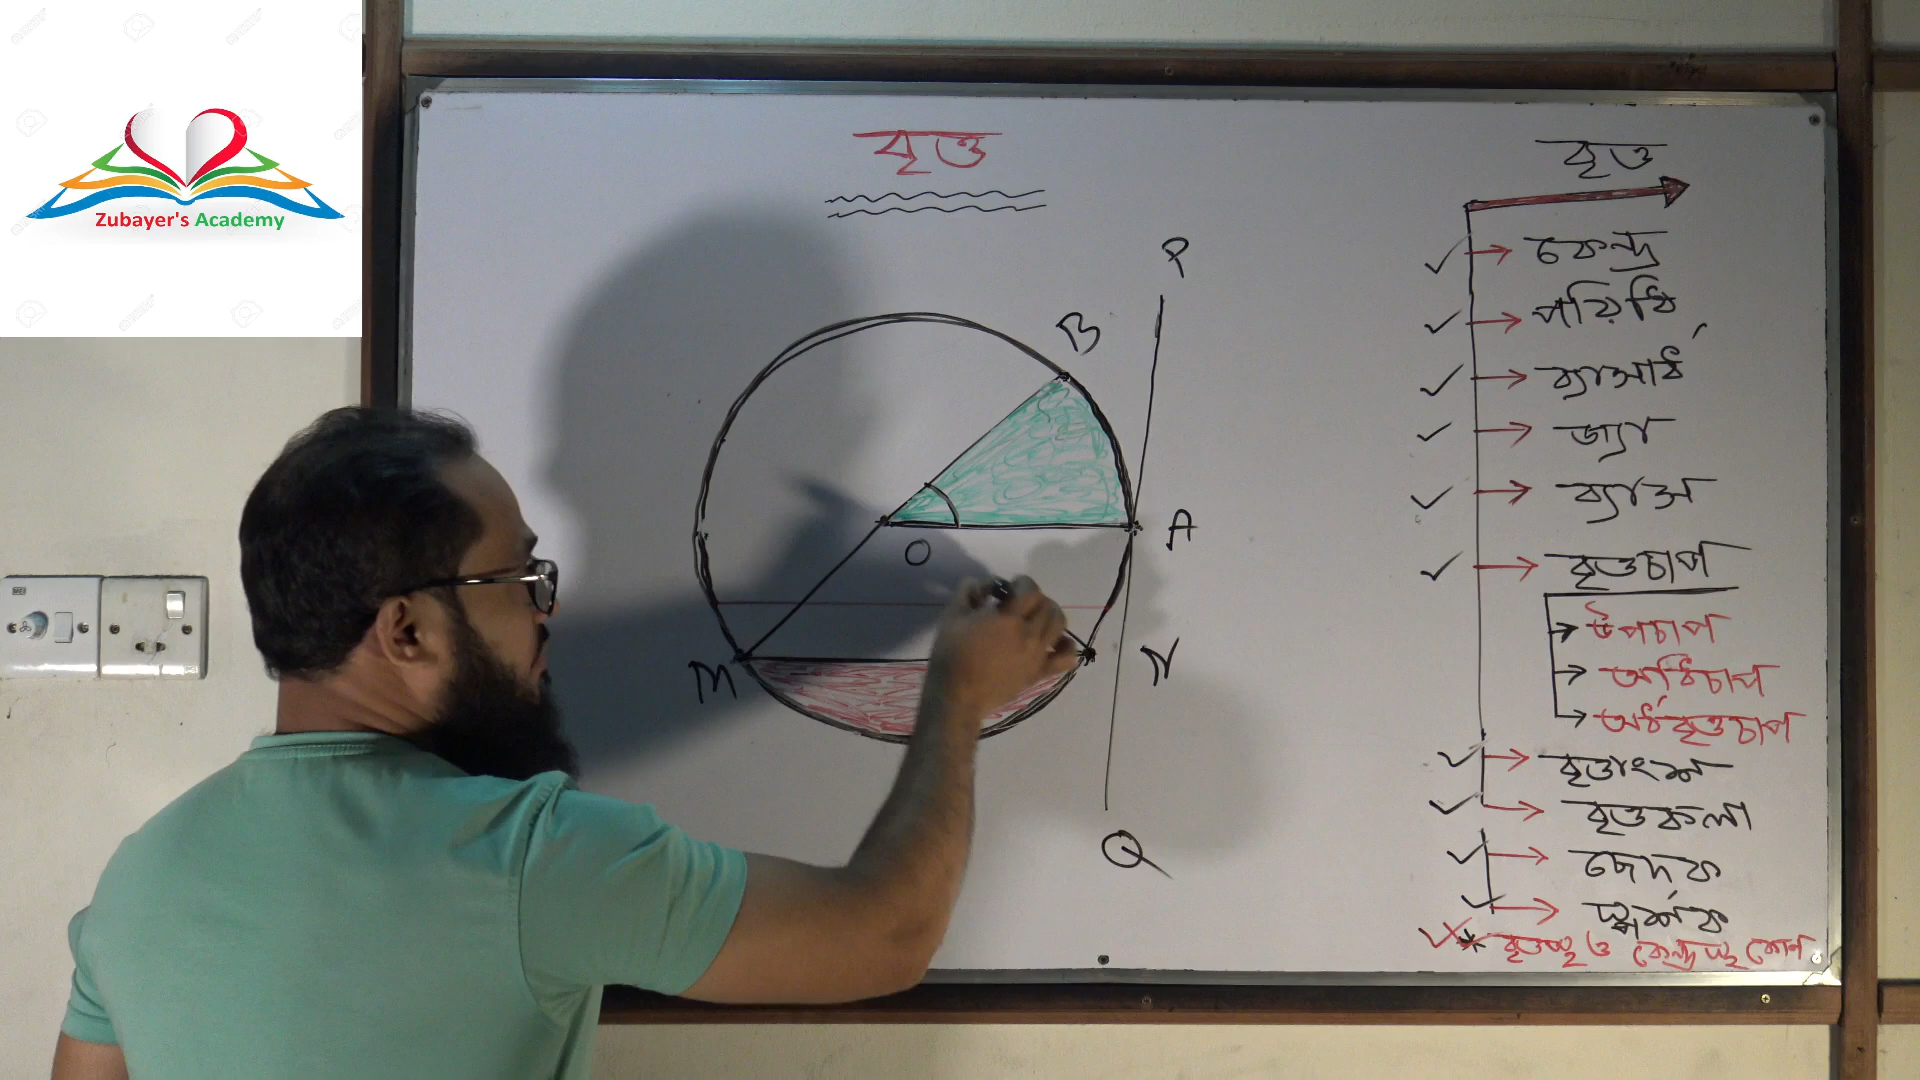 Zubayer's Academy
বৃত্ত
P
B
A
O
M
N
Q
বৃত্ত
কেন্দ্র
পরিধি
ব্যাসার্ধ
জ্যা
ব্যাস
বৃত্তচাপ
উপচাপ
অধিচাপ
অর্ধবৃত্তচাপ
বৃত্তাংশ
বৃত্তকলা
ছেদক
স্পর্শক
* বৃত্তস্থ ও কেন্দ্রস্থ কোণ